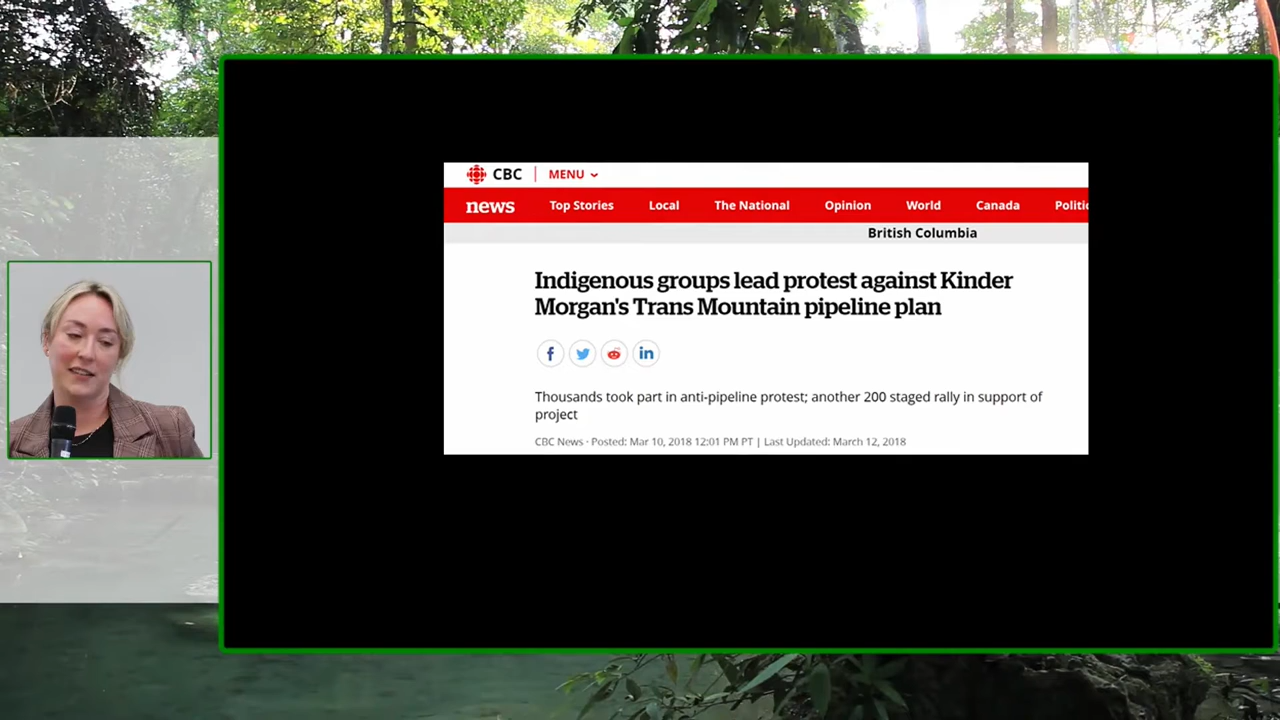 CBC MENU
news Top Stories Local The National Opinion World Canada Politic
British Columbia
Indigenous groups lead protest against Kinder
Morgan's Trans Mountain pipeline plan
Thousands took part in anti-pipeline protest; another 200 staged rally in support of
project
CBC News · Posted: Mar 10, 2018 12:01 PM PT | Last Updated: March 12, 2018